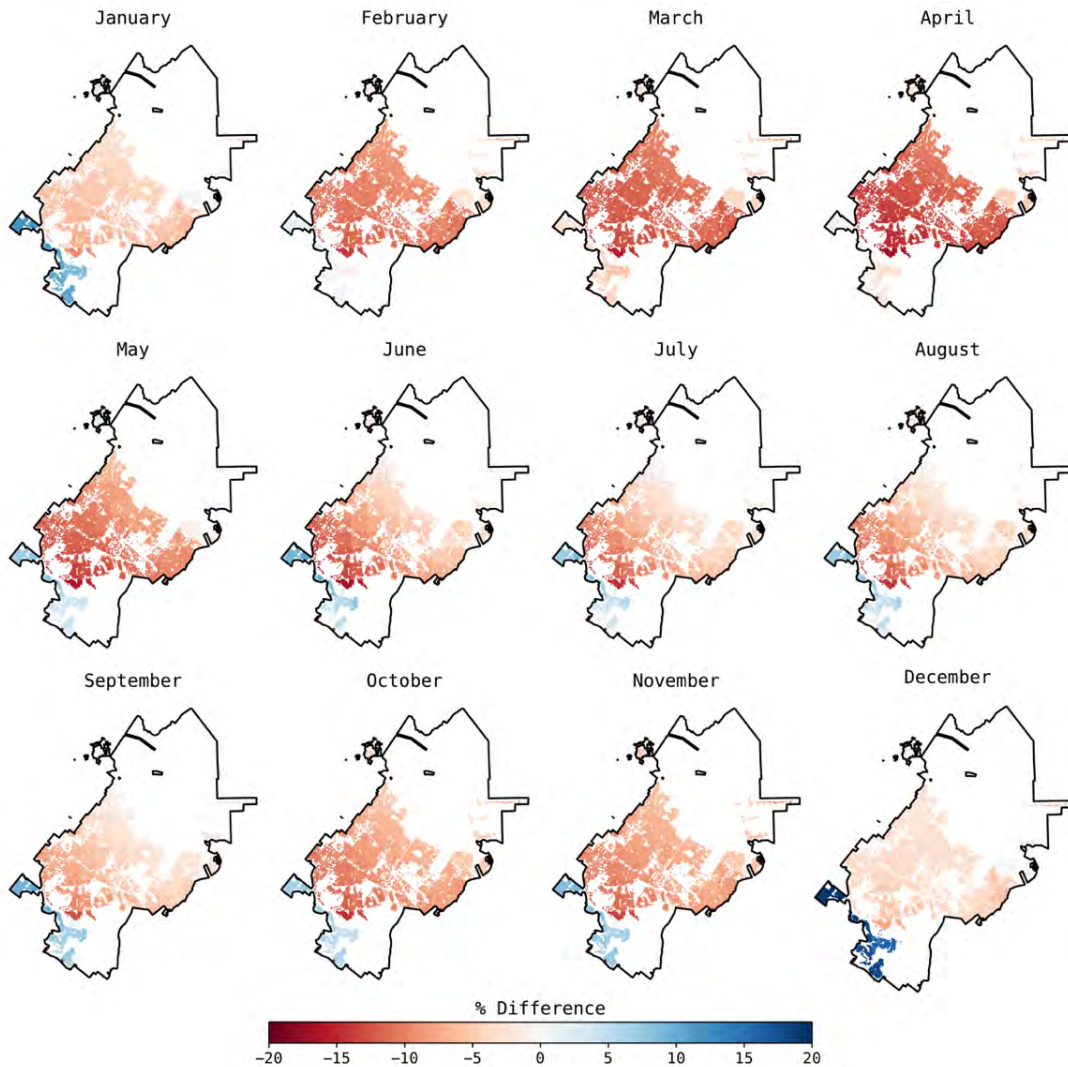 January February March April
May June July August
September October November December
% Difference
−20 −15 −10 −5 0 5 10 15 20